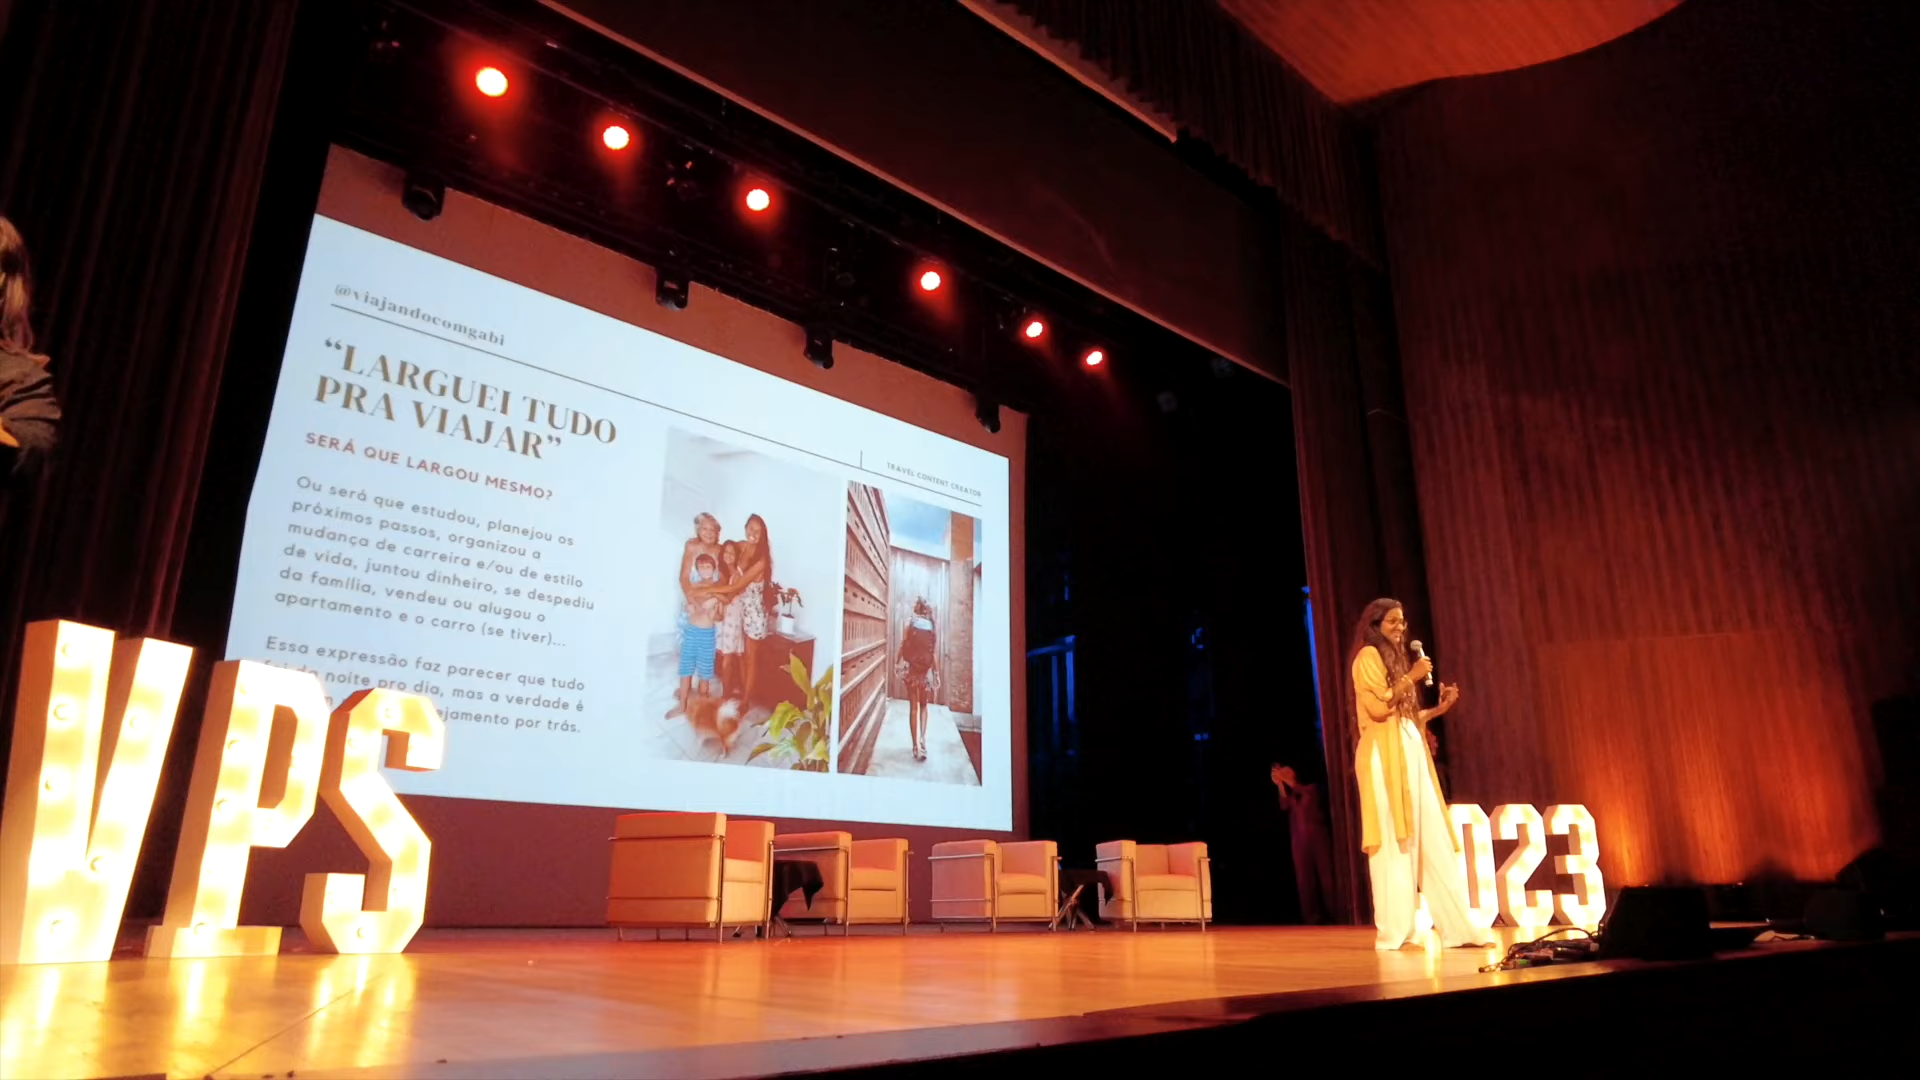 @viajandocomgabi
“LARGUEI TUDO
PRA VIAJAR”
SERÁ QUE LARGOU MESMO?
TRAVEL CONTENT CREATOR
Ou será que estudou, planejou os
próximos passos, organizou a
mudança de carreira e/ou de estilo
de vida, juntou dinheiro, se despediu
da família, vendeu ou alugou o
apartamento e o carro (se tiver)...
Essa expressão faz parecer que tudo
noite pro dia, mas a verdade é
ejamento por trás.
VPS
023